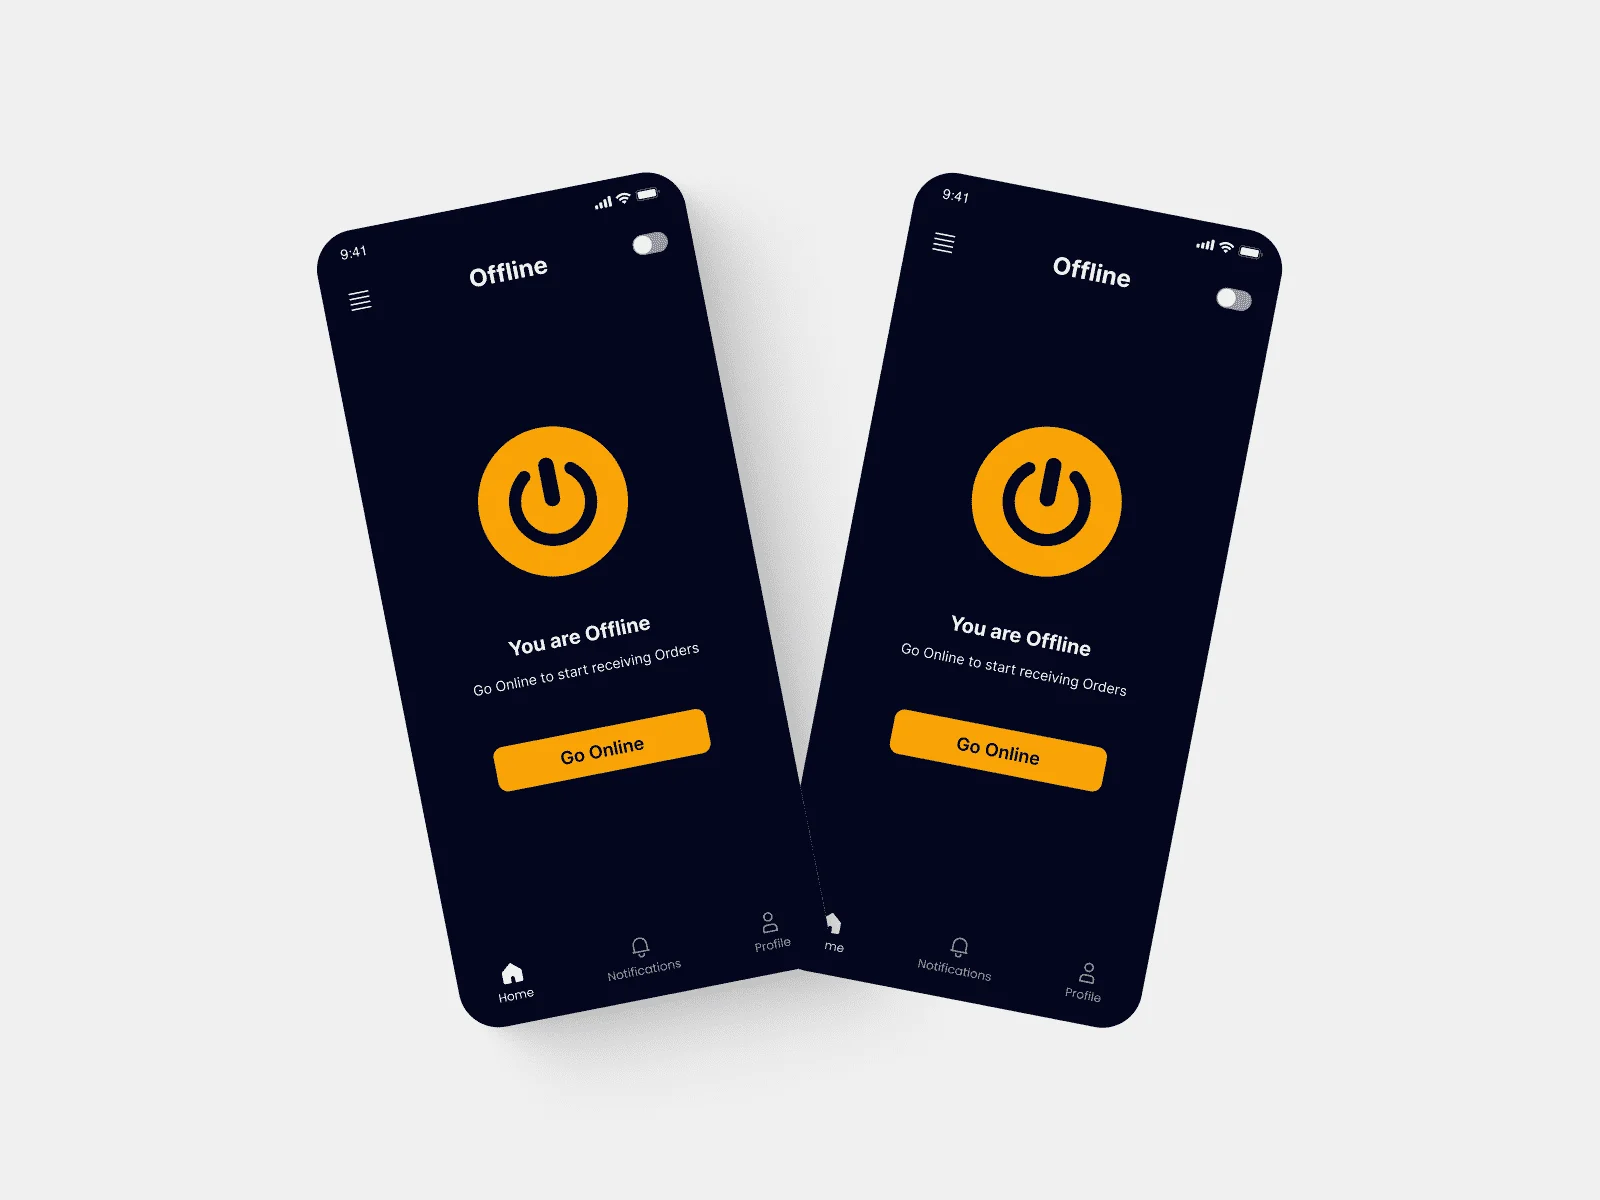 9:41
Offline
You are Offline
Go Online to start receiving Orders
Go Online
Home
Notifications
Profile
9:41
Offline
You are Offline
Go Online to start receiving Orders
Go Online
me
Notifications
Profile